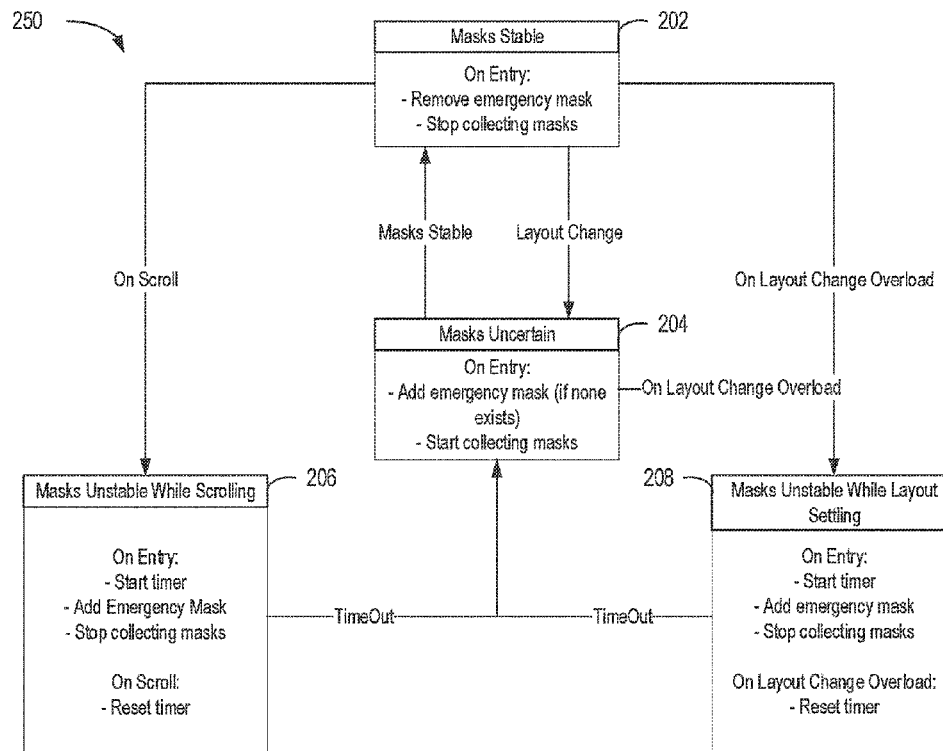 250
202
Masks Stable
On Entry:
- Remove emergency mask
- Stop collecting masks
Masks Stable
Layout Change
On Scroll
On Layout Change Overload
204
Masks Uncertain
On Entry:
- Add emergency mask (if none
exists)
- Start collecting masks
On Layout Change Overload
206
Masks Unstable While Scrolling
On Entry:
- Start timer
- Add Emergency Mask
- Stop collecting masks
On Scroll:
- Reset timer
TimeOut
TimeOut
208
Masks Unstable While Layout
Settling
On Entry:
- Start timer
- Add emergency mask
- Stop collecting masks
On Layout Change Overload:
- Reset timer